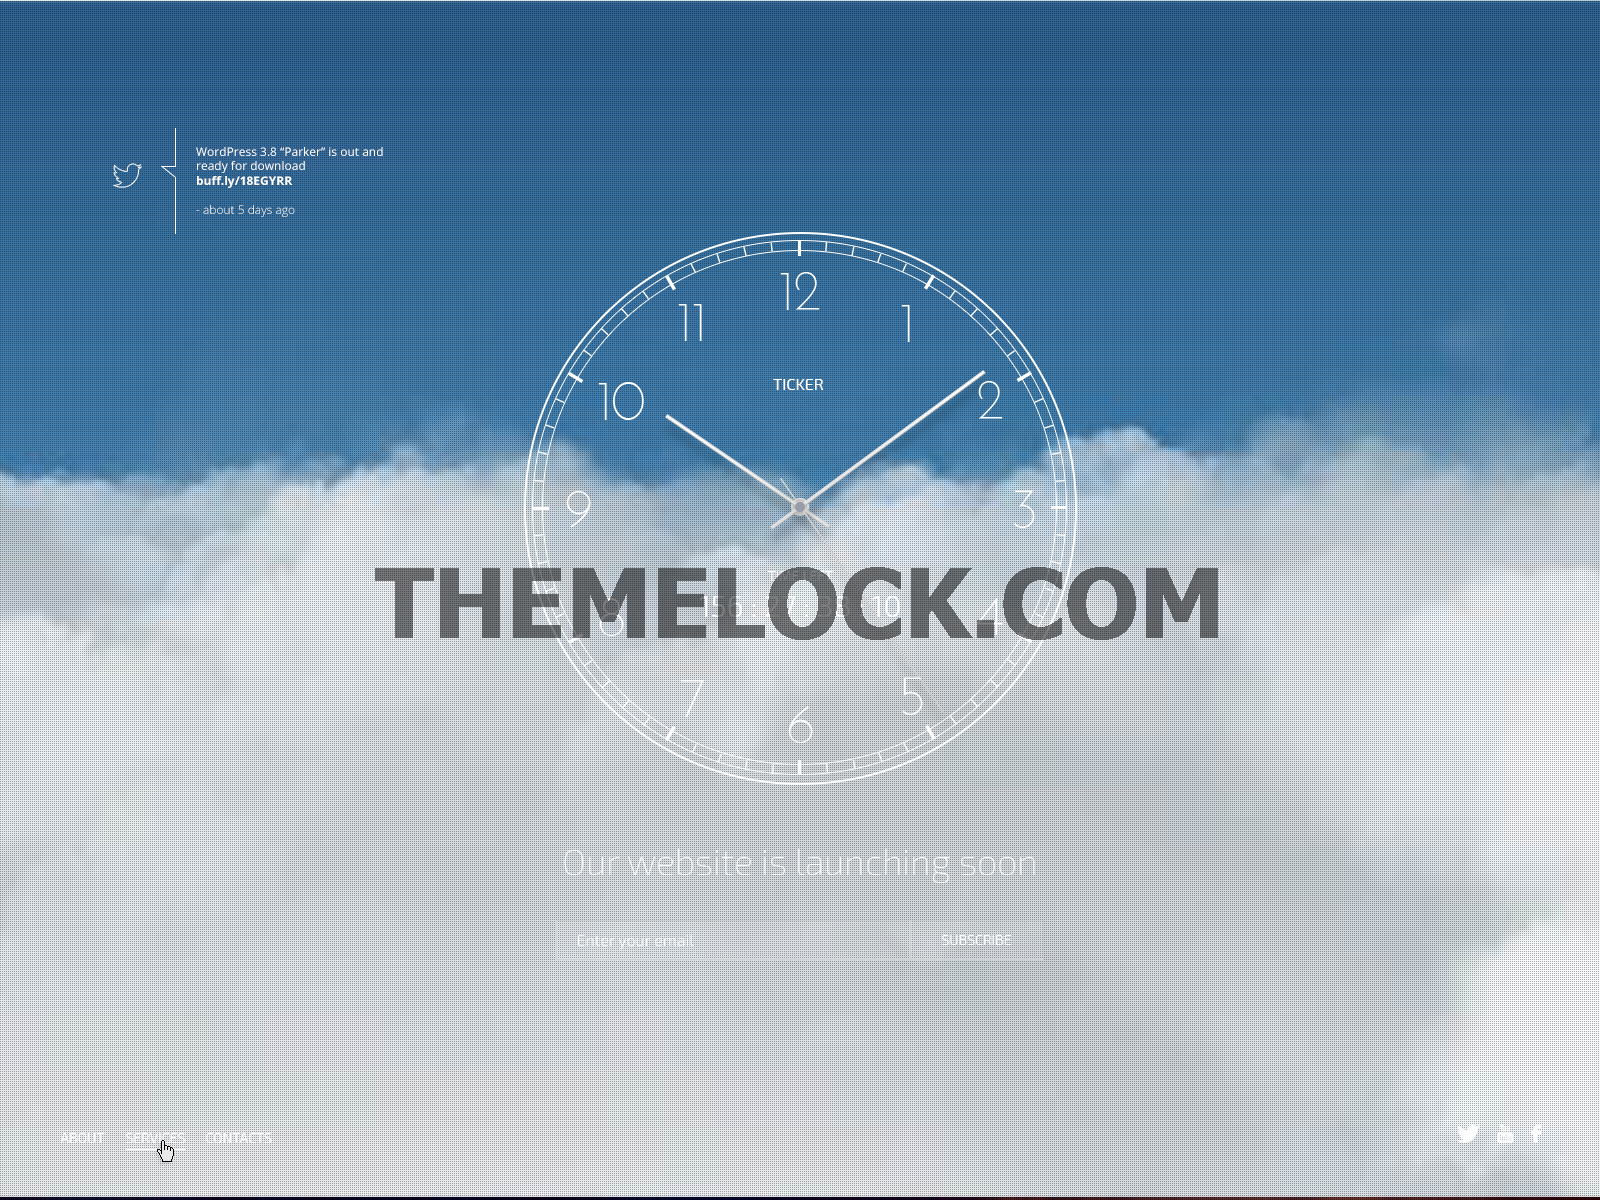 WordPress 3.8 “Parker” is out and
ready for download
buff.ly/18EGYRR
- about 5 days ago
12
11
1
TICKER
10
2
9
3
THEMELOCK.COM
8
156 : 27 : 38 : 10
4
7
5
6
Our website is launching soon
Enter your email
SUBSCRIBE
ABOUT SERVICES CONTACTS